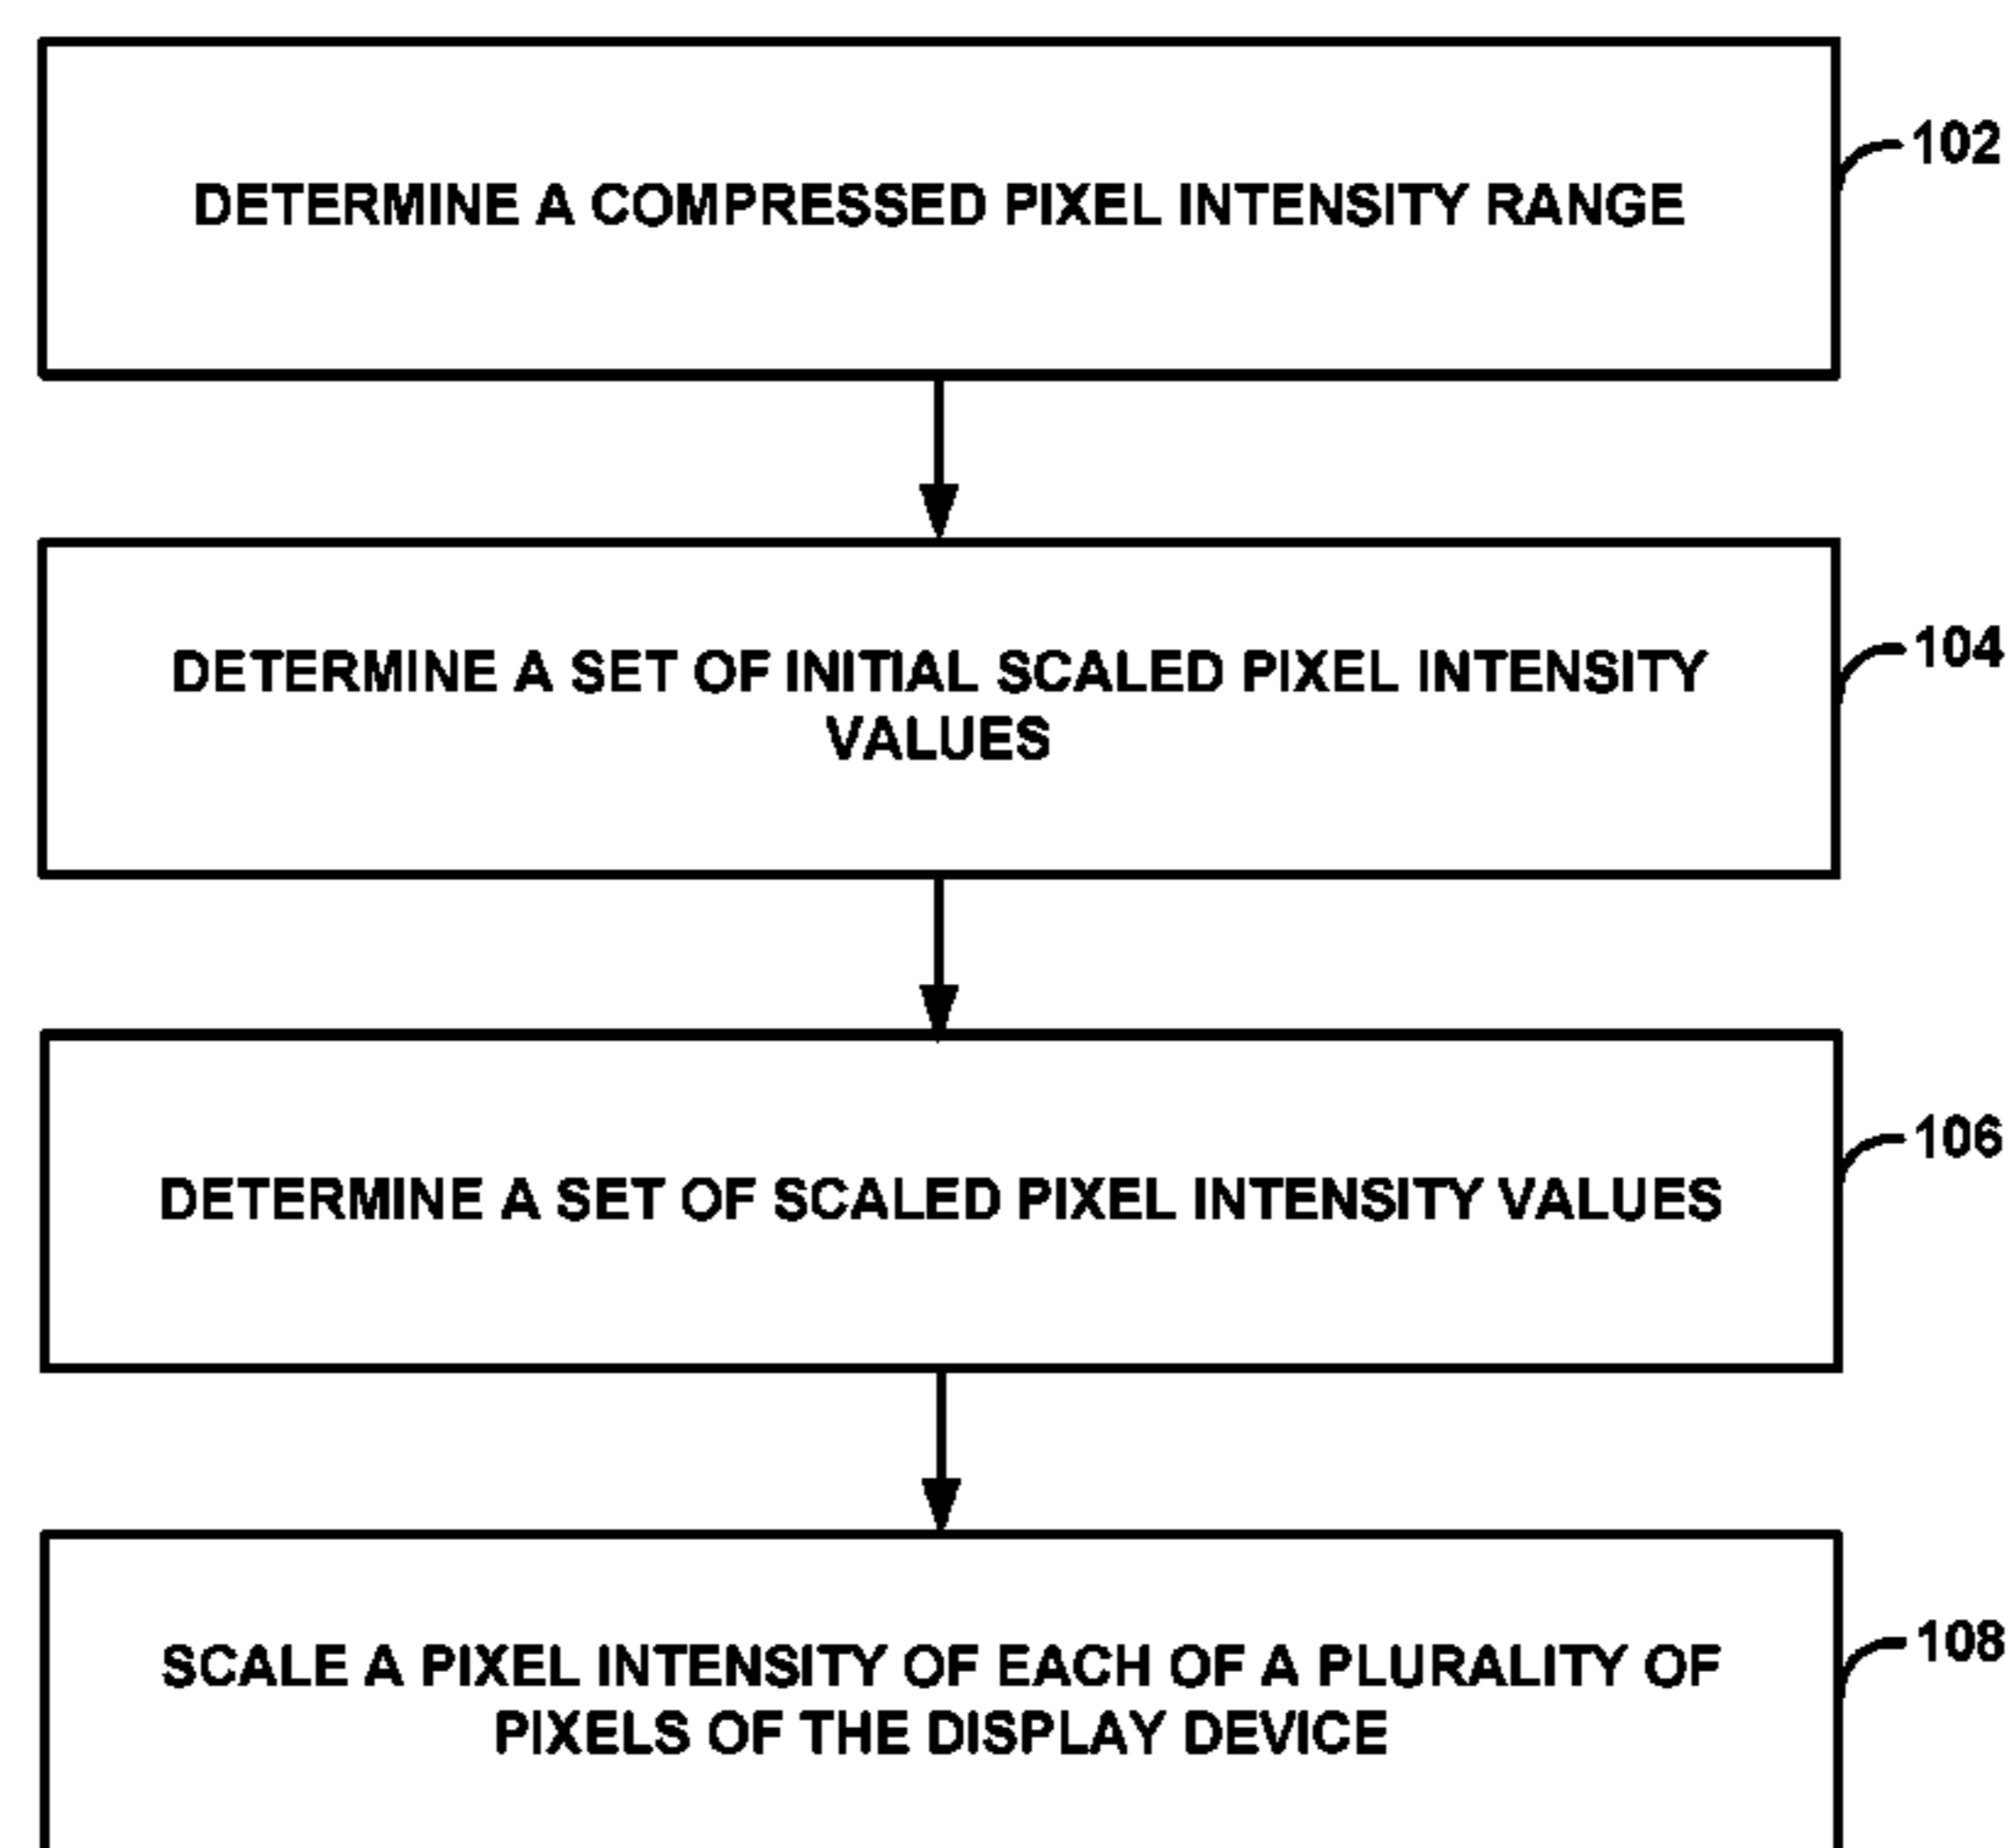 DETERMINE A COMPRESSED PIXEL INTENSITY RANGE
102
DETERMINE A SET OF INITIAL SCALED PIXEL INTENSITY
VALUES
104
DETERMINE A SET OF SCALED PIXEL INTENSITY VALUES
106
SCALE A PIXEL INTENSITY OF EACH OF A PLURALITY OF
PIXELS OF THE DISPLAY DEVICE
108